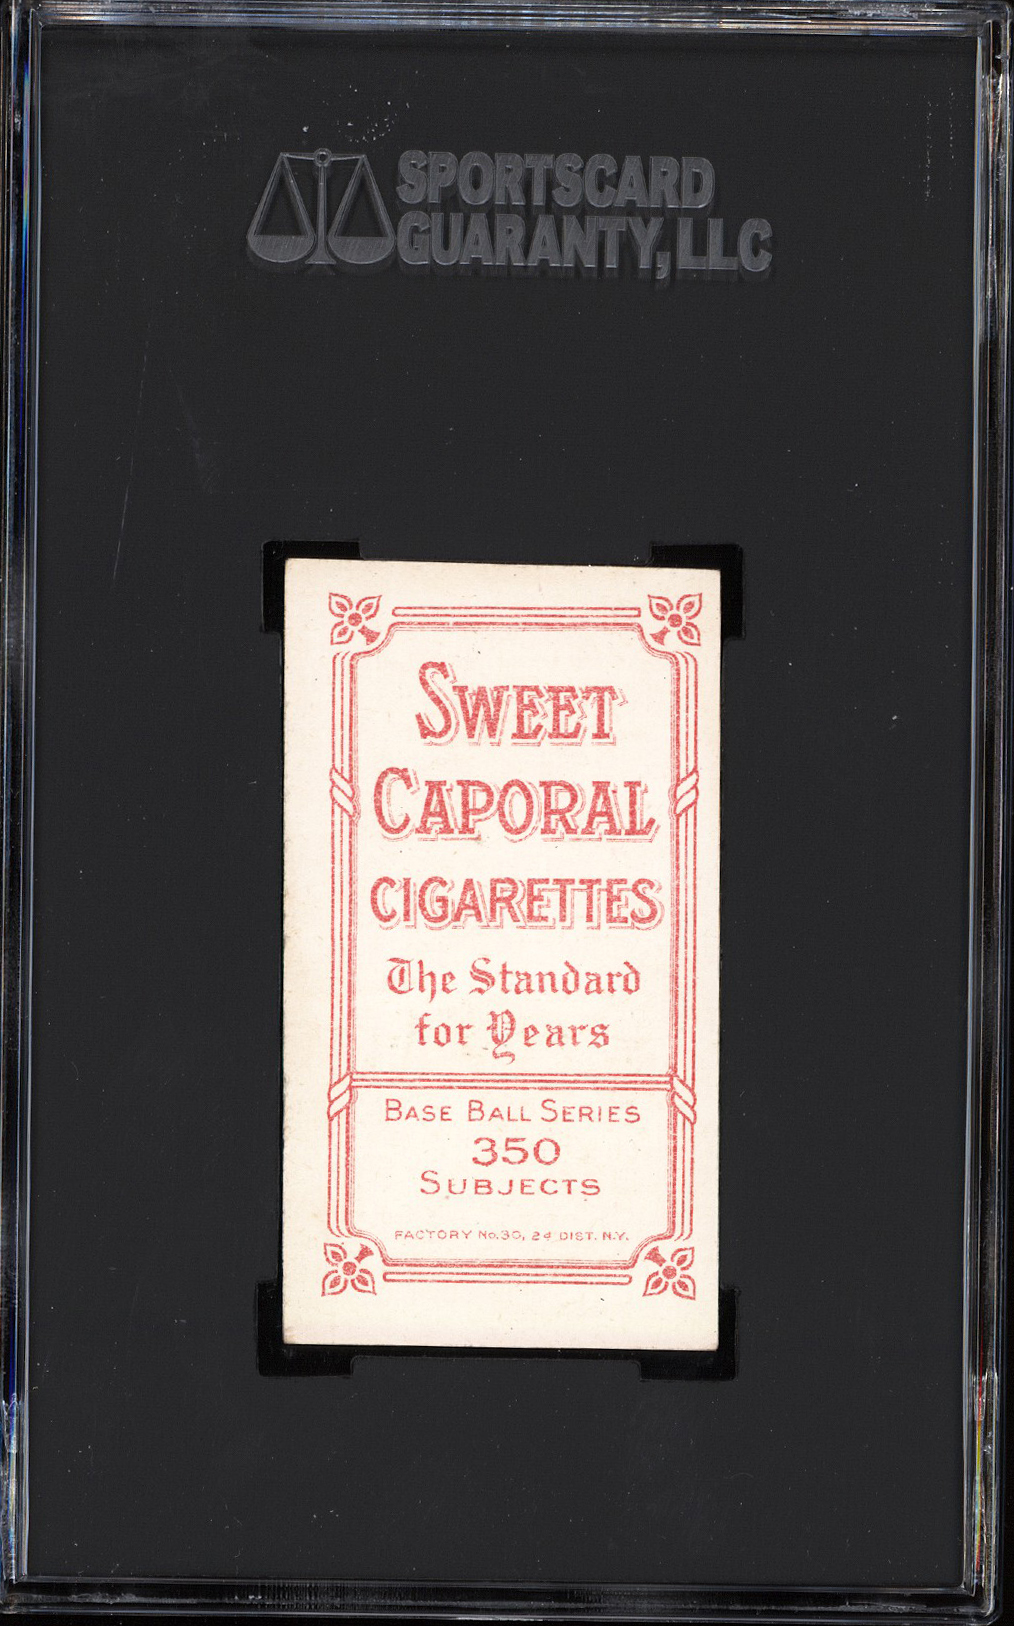 SPORTSCARD
GUARANTY, LLC
SWEET
CAPORAL
CIGARETTES
The Standard
for Years
BASE BALL SERIES
350
SUBJECTS
FACTORY No. 30, 2d DIST. N.Y.